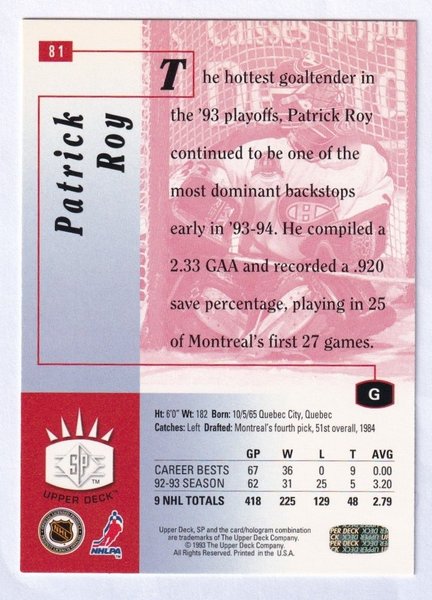 81
Patrick
Roy
Caisses popu
The hottest goaltender in
the '93 playoffs, Patrick Roy
continued to be one of the
most dominant backstops
early in '93-94. He compiled a
2.33 GAA and recorded a .920
save percentage, playing in 25
of Montreal's first 27 games.
G
Ht: 6'0" Wt: 182 Born: 10/5/65 Quebec City, Quebec
Catches: Left Drafted: Montreal's fourth pick, 51st overall, 1984
GP W L T AVG
CAREER BESTS 67 36 0 9 0.00
92-93 SEASON 62 31 25 5 3.20
9 NHL TOTALS 418 225 129 48 2.79
SP
UPPER DECK™
NHL
NHLPA
Upper Deck, SP and the card/hologram combination
are trademarks of The Upper Deck Company.
© 1993 The Upper Deck Company.
All Rights Reserved. Printed in the U.S.A.
UPPER DECK